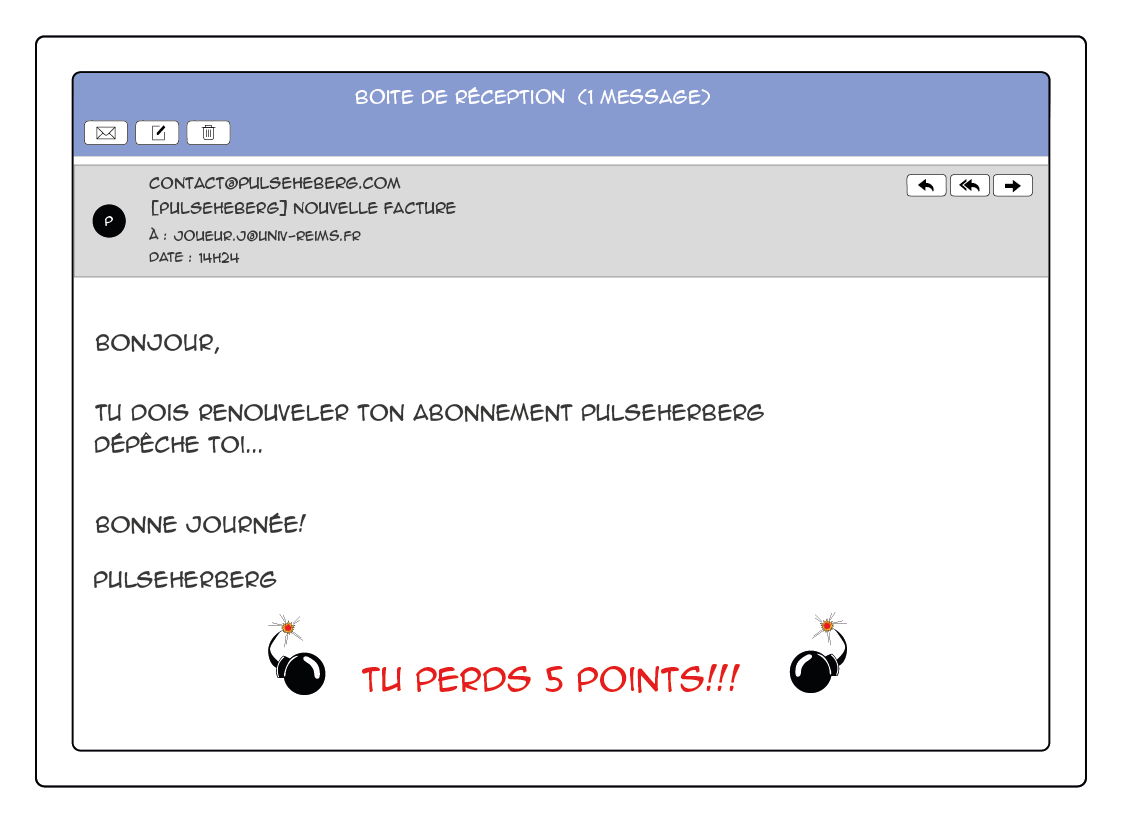 BOITE DE RÉCEPTION (1 MESSAGE)
P
CONTACT@PULSEHEBERG.COM
[PULSEHEBERG] NOUVELLE FACTURE
À : JOUEUR.J@UNIV-REIMS.FR
DATE : 14H24
BONJOUR,
TU DOIS RENOUVELER TON ABONNEMENT PULSEHERBERG
DÉPÊCHE TOI...
BONNE JOURNÉE!
PULSEHERBERG
TU PERDS 5 POINTS!!!